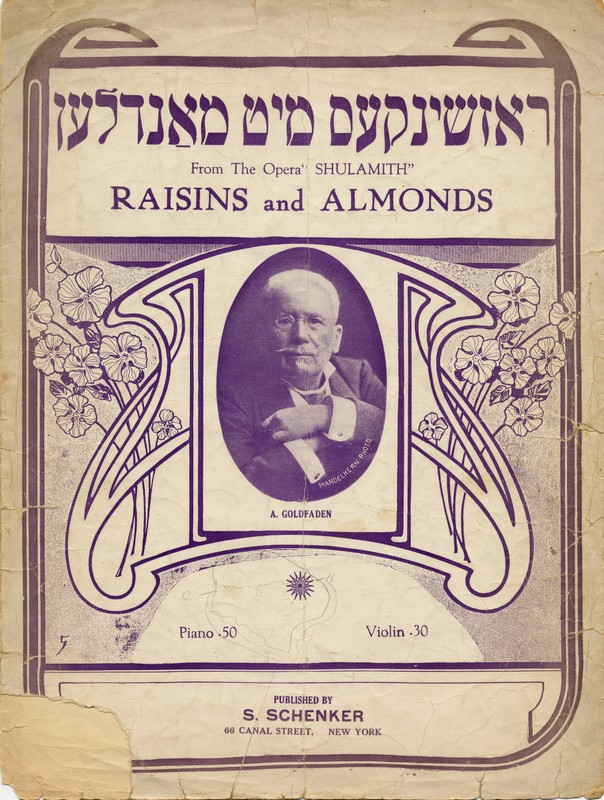 ראזשינקעס מיט מאַנדלען
From The Opera“ SHULAMITH”
RAISINS and ALMONDS
MANDELKERN PHOTO
A. GOLDFADEN
Piano .50 Violin .30
5
PUBLISHED BY
S. SCHENKER
66 CANAL STREET, NEW YORK